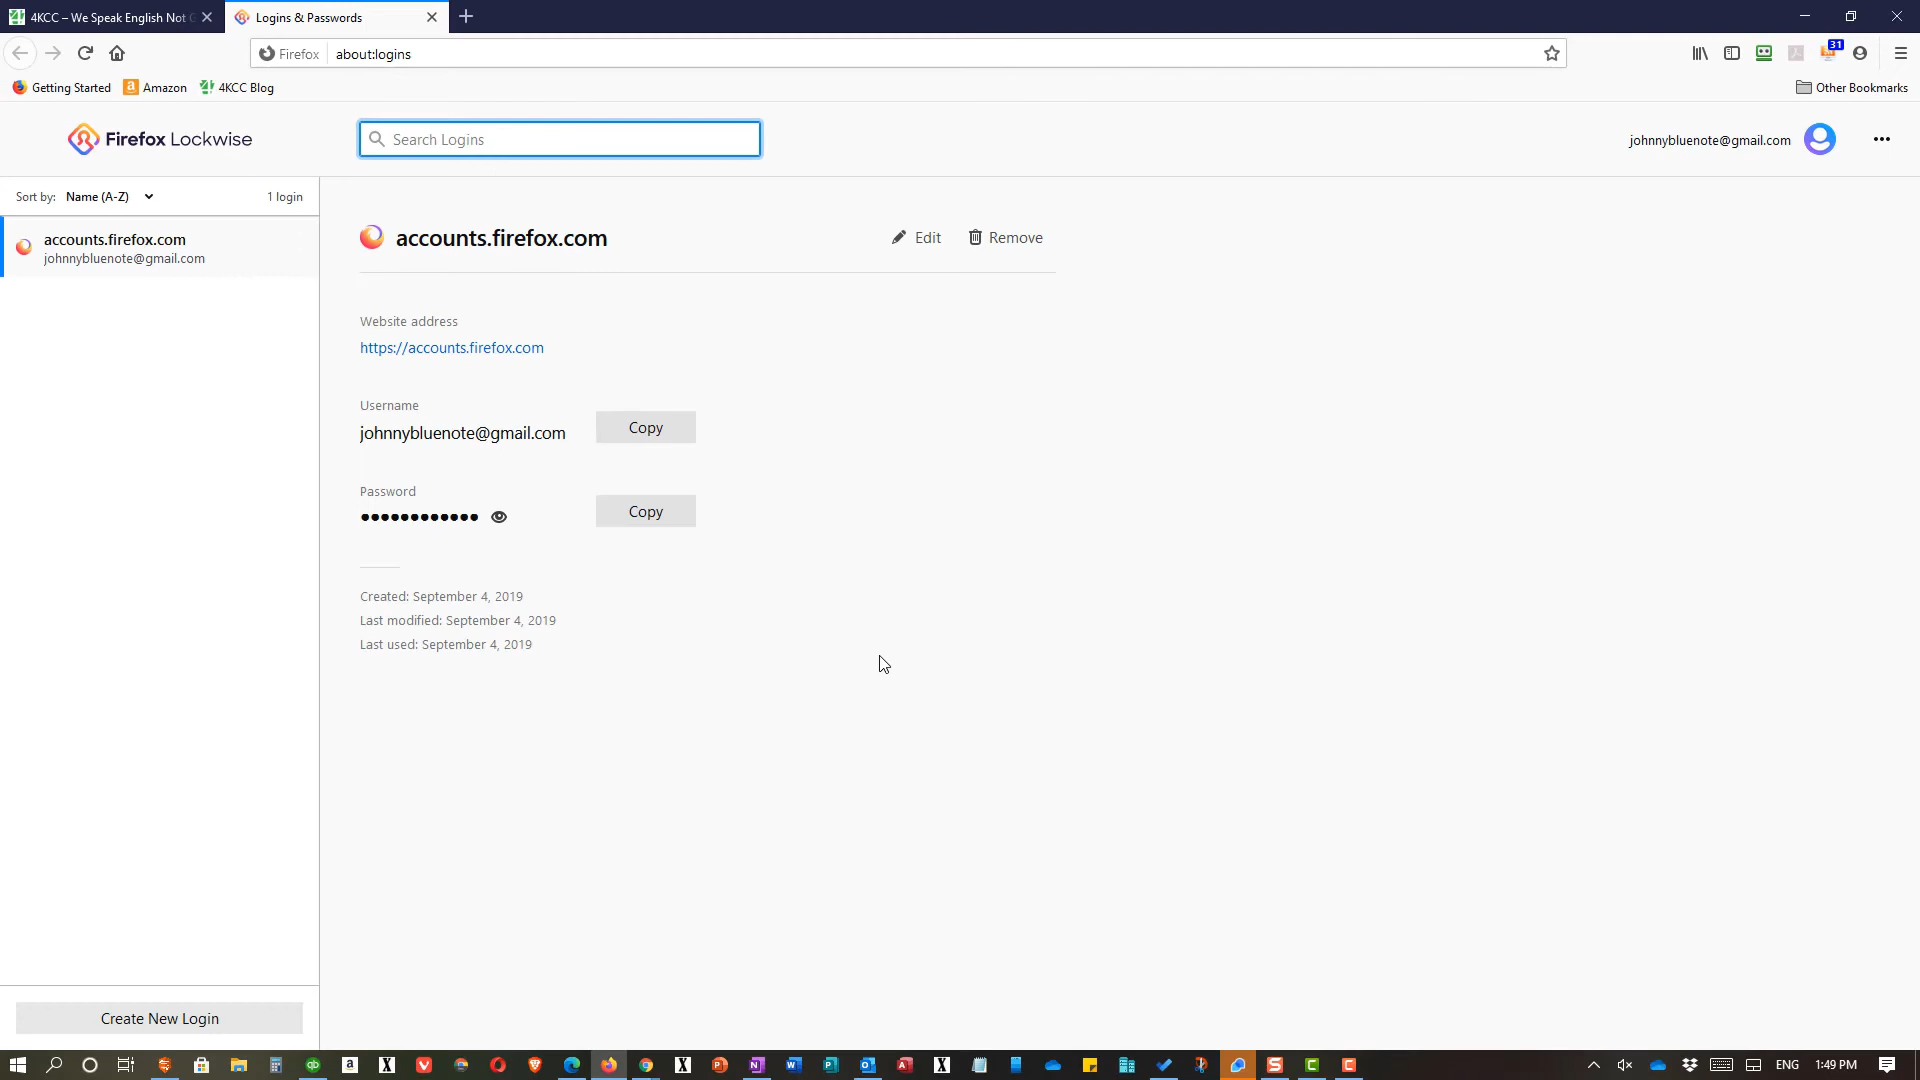 4KCC – We Speak English Not G
Logins & Passwords
Firefox
about:logins
31
Getting Started
Amazon
4KCC Blog
Other Bookmarks
Firefox Lockwise
Search Logins
johnnybluenote@gmail.com
Sort by: Name (A-Z)
1 login
accounts.firefox.com
johnnybluenote@gmail.com
accounts.firefox.com
Edit
Remove
Website address
https://accounts.firefox.com
Username
johnnybluenote@gmail.com
Copy
Password
●●●●●●●●●●●●
Copy
Created: September 4, 2019
Last modified: September 4, 2019
Last used: September 4, 2019
Create New Login
ENG
1:49 PM